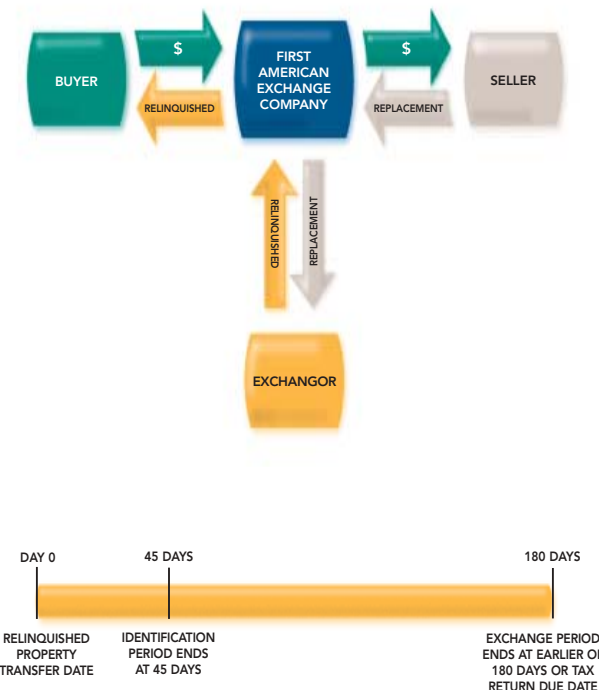 $
$
BUYER
FIRST
AMERICAN
EXCHANGE
COMPANY
SELLER
RELINQUISHED
REPLACEMENT
RELINQUISHED
REPLACEMENT
EXCHANGOR
DAY 0
45 DAYS
180 DAYS
RELINQUISHED
PROPERTY
TRANSFER DATE
IDENTIFICATION
PERIOD ENDS
AT 45 DAYS
EXCHANGE PERIOD
ENDS AT EARLIER OF
180 DAYS OR TAX
RETURN DUE DATE